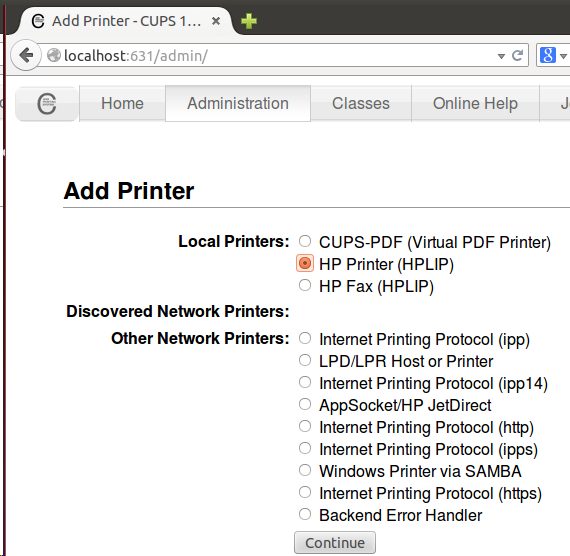 Add Printer - CUPS 1...
localhost:631/admin/
Home Administration Classes Online Help
Add Printer
Local Printers: CUPS-PDF (Virtual PDF Printer)
HP Printer (HPLIP)
HP Fax (HPLIP)
Discovered Network Printers:
Other Network Printers: Internet Printing Protocol (ipp)
LPD/LPR Host or Printer
Internet Printing Protocol (ipp14)
AppSocket/HP JetDirect
Internet Printing Protocol (http)
Internet Printing Protocol (ipps)
Windows Printer via SAMBA
Internet Printing Protocol (https)
Backend Error Handler
Continue